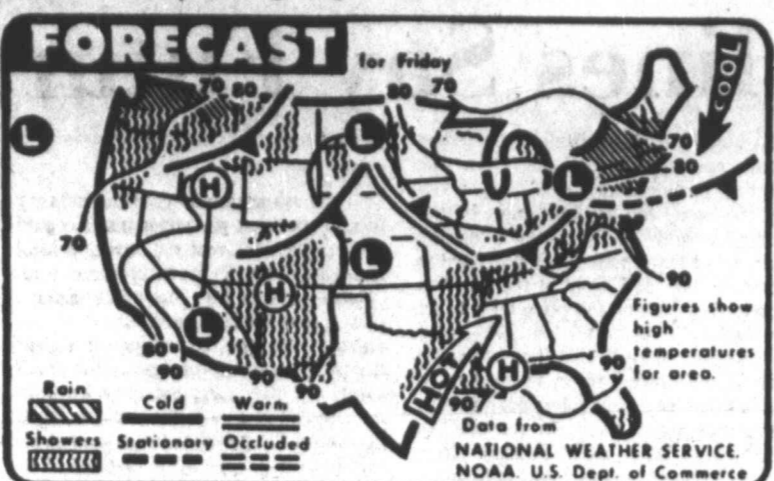 FORECAST for Friday
COOL
70 80 80 70
L
L
H
L
70
80
70
L
H
90
L
80
90
90
90
HOT
90
H
90
Figures show
high
temperatures
for area.
Rain
Cold
Warm
Showers
Stationary
Occluded
Data from
NATIONAL WEATHER SERVICE.
NOAA. U.S. Dept. of Commerce